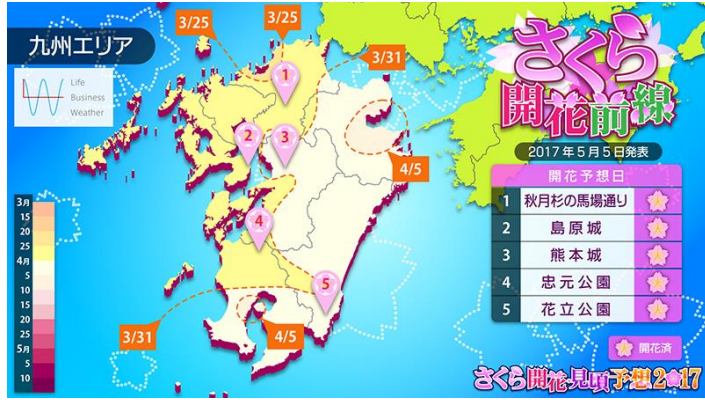 九州エリア
Life
Business
Weather
3/25
3/25
3/31
1
2
3
4/5
4
5
3/31
4/5
3月
15
20
25
4月
5
10
15
20
25
5月
5
10
さくら
開花前線
2017年5月5日発表
開花予想日
1 秋月杉の馬場通り
2 島原城
3 熊本城
4 忠元公園
5 花立公園
開花済
さくら開花・見頃予想2017